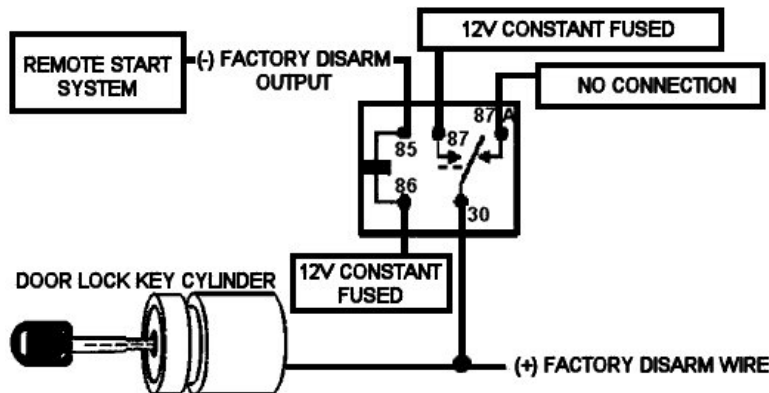 12V CONSTANT FUSED
REMOTE START
SYSTEM
(-) FACTORY DISARM
OUTPUT
NO CONNECTION
87A
87
85
86
30
12V CONSTANT
FUSED
DOOR LOCK KEY CYLINDER
(+) FACTORY DISARM WIRE